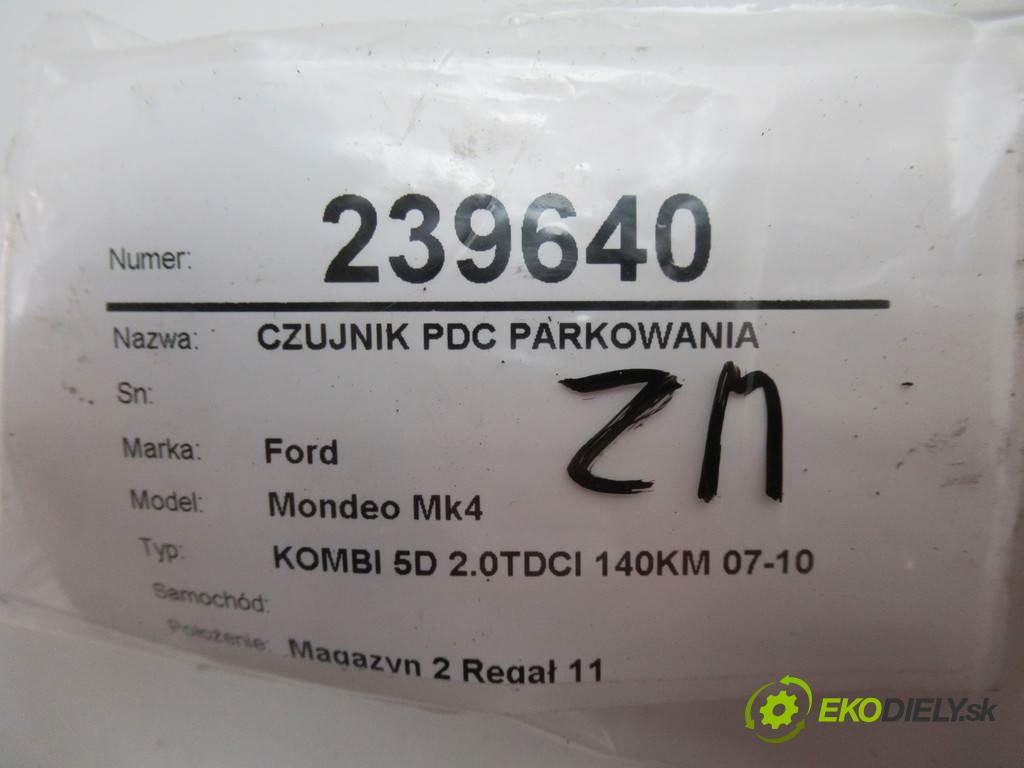 Numer: 239640
Nazwa: CZUJNIK PDC PARKOWANIA
Sn:
ZM
Marka: Ford
Model: Mondeo Mk4
Typ: KOMBI 5D 2.0TDCI 140KM 07-10
Samochód:
Położenie: Magazyn 2 Regał 11
EKODIELY.sk